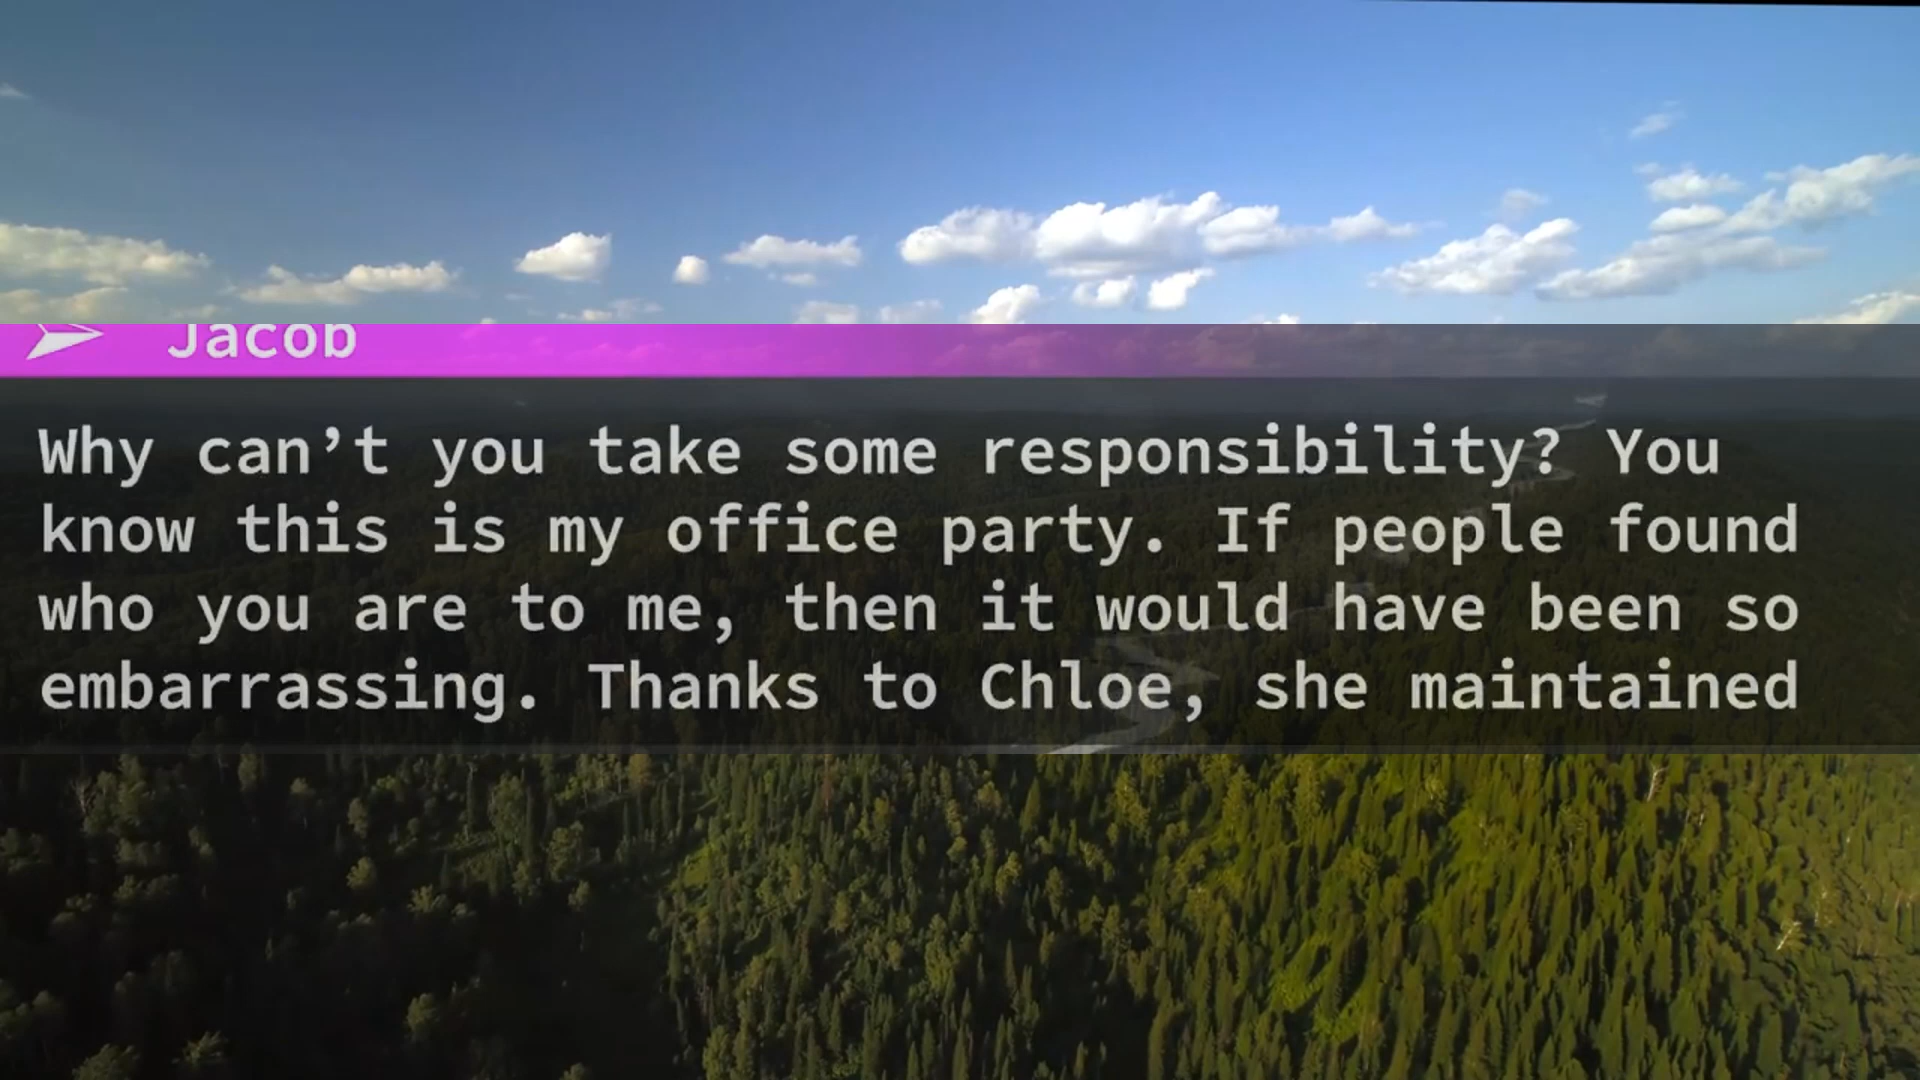 Jacob
Why can’t you take some responsibility? You
know this is my office party. If people found
who you are to me, then it would have been so
embarrassing. Thanks to Chloe, she maintained